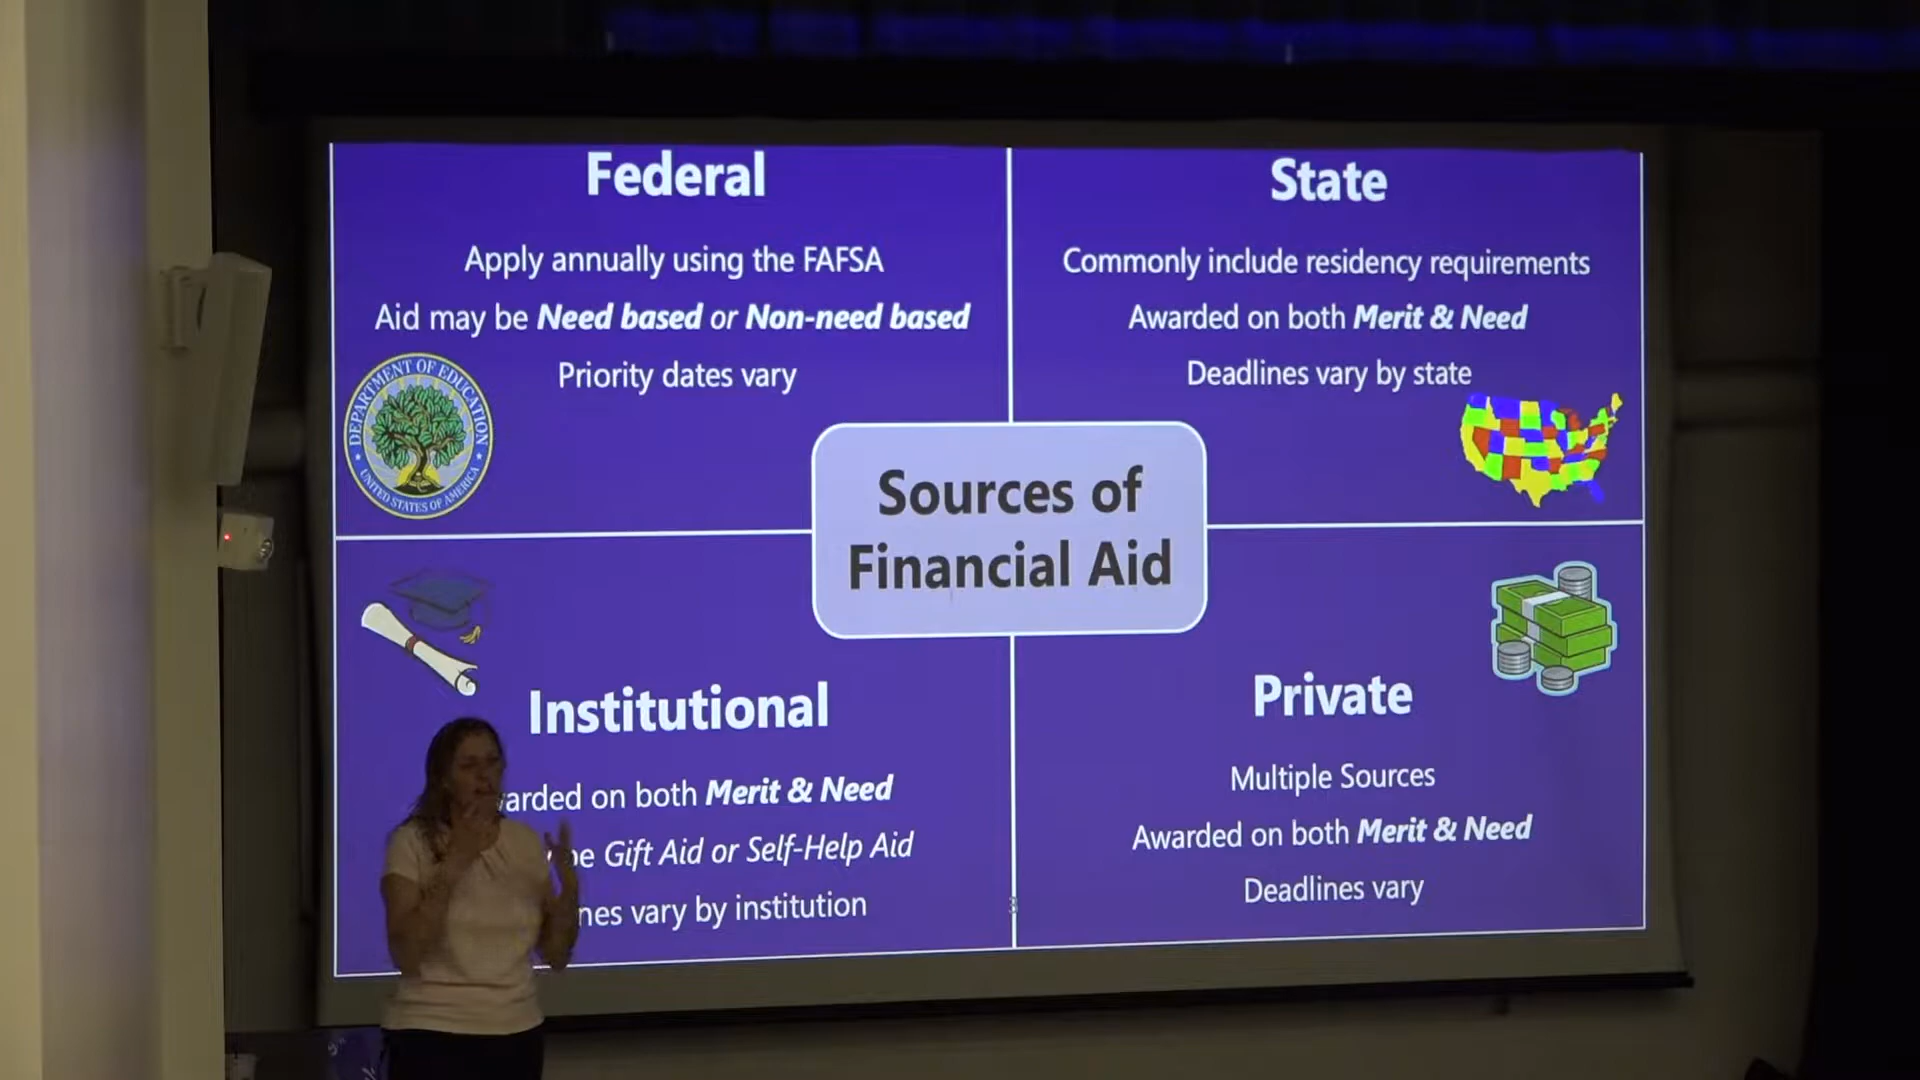 Federal
Apply annually using the FAFSA
Aid may be Need based or Non-need based
Priority dates vary
DEPARTMENT OF EDUCATION
UNITED STATES OF AMERICA
State
Commonly include residency requirements
Awarded on both Merit & Need
Deadlines vary by state
Sources of
Financial Aid
Institutional
on both Merit & Need
Gift Aid or Self-Help Aid
vary by institution
Private
Multiple Sources
Awarded on both Merit & Need
Deadlines vary
3